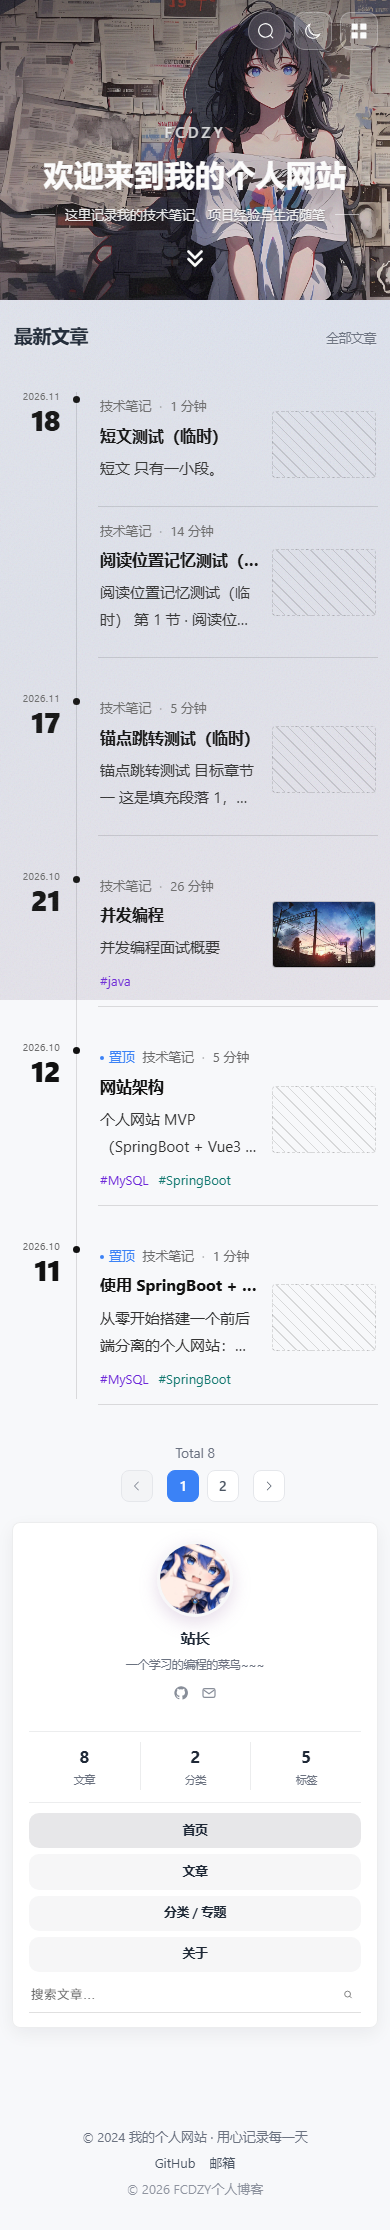 FCDZY
欢迎来到我的个人网站
这里记录我的技术笔记、项目经验与生活随笔
最新文章
全部文章
2026.11
18
技术笔记 · 1 分钟
短文测试（临时）
短文 只有一小段。
技术笔记 · 14 分钟
阅读位置记忆测试（...
阅读位置记忆测试（临
时） 第 1 节 · 阅读位...
2026.11
17
技术笔记 · 5 分钟
锚点跳转测试（临时）
锚点跳转测试 目标章节
一 这是填充段落 1，...
2026.10
21
技术笔记 · 26 分钟
并发编程
并发编程面试概要
#java
2026.10
12
置顶 技术笔记 · 5 分钟
网站架构
个人网站 MVP
（SpringBoot + Vue3 ...
#MySQL #SpringBoot
2026.10
11
置顶 技术笔记 · 1 分钟
使用 SpringBoot + ...
从零开始搭建一个前后
端分离的个人网站：...
#MySQL #SpringBoot
Total 8
1 2
站长
一个学习的编程的菜鸟~~~
8 2 5
文章 分类 标签
首页
文章
分类 / 专题
关于
搜索文章...
© 2024 我的个人网站 · 用心记录每一天
GitHub 邮箱
© 2026 FCDZY个人博客